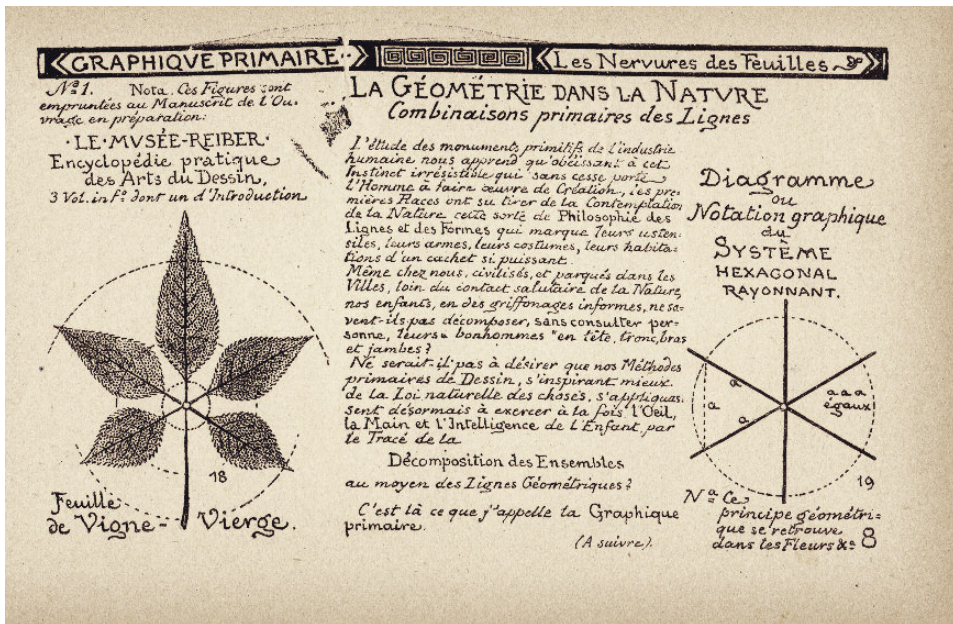 GRAPHIQVE PRIMAIRE
Les Nervures des Feuilles
Nº1. Nota. Ces Figures sont
empruntées au Manuscrit de l'Ou-
vrage en préparation:
·LE·MVSÉE-REIBER·
Encyclopédie pratique
des Arts du Dessin,
3 Vol. in fº dont un d'Introduction
18
Feuille
de Vigne-Vierge.
LA GÉOMÉTRIE DANS LA NATVRE
Combinaisons primaires des Lignes
L'étude des monuments primitifs de l'industrie
humaine nous apprend qu'obéissant à cet
Instinct irrésistible qui sans cesse porte
l'Homme à faire œuvre de Création, les pre-
mières Races ont su tirer de la Contemplation
de la Nature cette sorte de Philosophie des
Lignes et des Formes qui marque leurs usten-
siles, leurs armes, leurs costumes, leurs habita-
tions d'un cachet si puissant.
Même chez nous, civilisés, et parqués dans les
Villes, loin du contact salutaire de la Nature,
nos enfants, en des griffonages informes, ne sa-
vent-ils pas décomposer, sans consulter per-
sonne, leurs « bonhommes " en tête, tronc, bras
et jambes?
Ne serait-il pas à désirer que nos Méthodes
primaires de Dessin, s'inspirant mieux
de la Loi naturelle des choses, s'appliquas-
sent désormais à exercer à la fois l'Oeil,
la Main et l'Intelligence de l'Enfant, par
le Tracé de la
Décomposition des Ensembles
au moyen des Lignes Géométriques?
C'est là ce que j'appelle la Graphique
primaire.
(A suivre).
Diagramme
ou
Notation graphique
du
SYSTÈME
HEXAGONAL
RAYONNANT.
a
a
a
a a a
égaux
19
Nª Ce
principe géométri-
que se retrouve
dans les Fleurs &ª
8